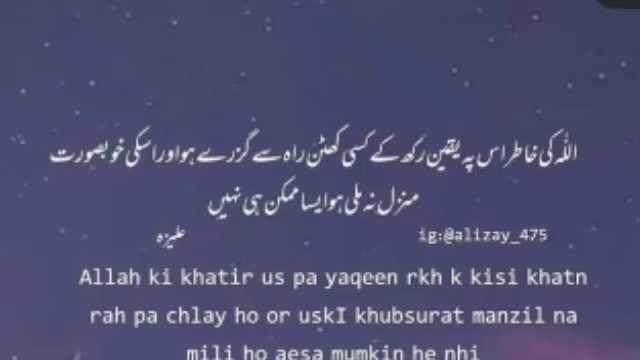 اللّٰہ کی خاطر اس پہ یقین رکھ کے کسی کھٹن راہ سے گزرے ہو اور اسکی خوبصورت
منزل نہ ملی ہو ایسا ممکن ہی نہیں
علیزہ
ig:@alizay_475
Allah ki khatir us pa yaqeen rkh k kisi khatn
rah pa chlay ho or uskI khubsurat manzil na
mili ho aesa mumkin he nhi